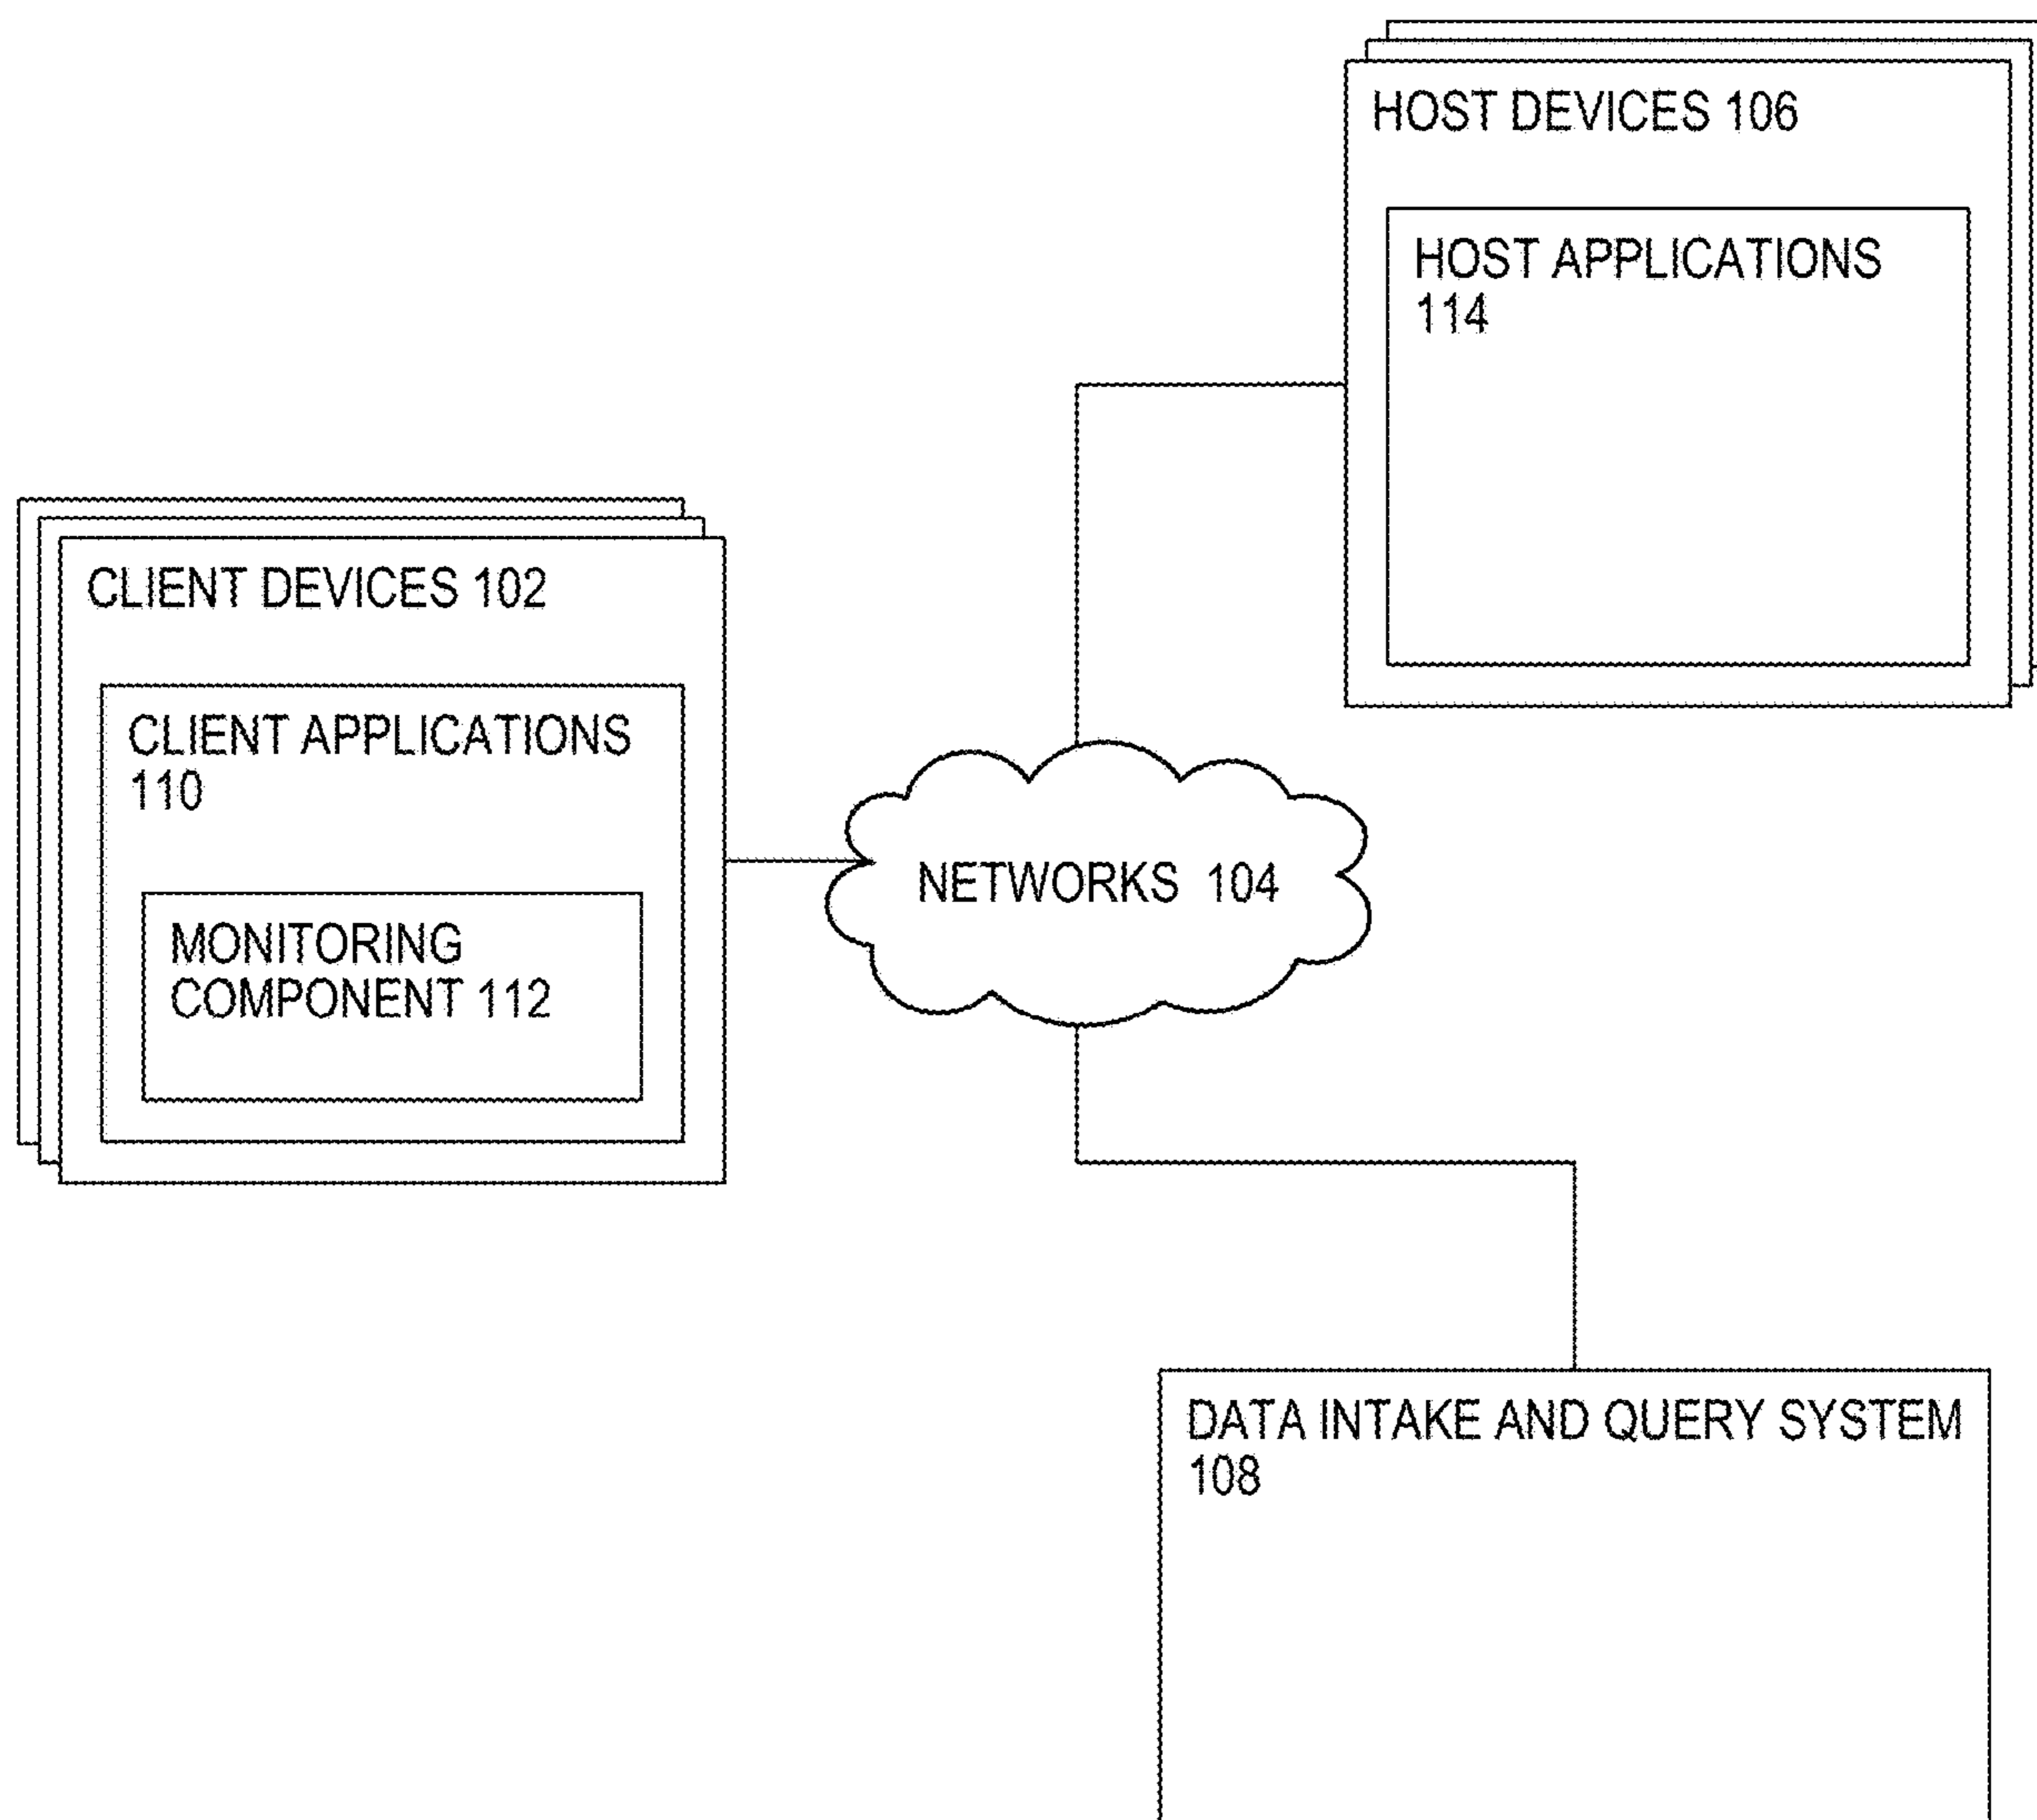 HOST DEVICES 106
HOST APPLICATIONS
114
CLIENT DEVICES 102
CLIENT APPLICATIONS
110
MONITORING
COMPONENT 112
NETWORKS 104
DATA INTAKE AND QUERY SYSTEM
108